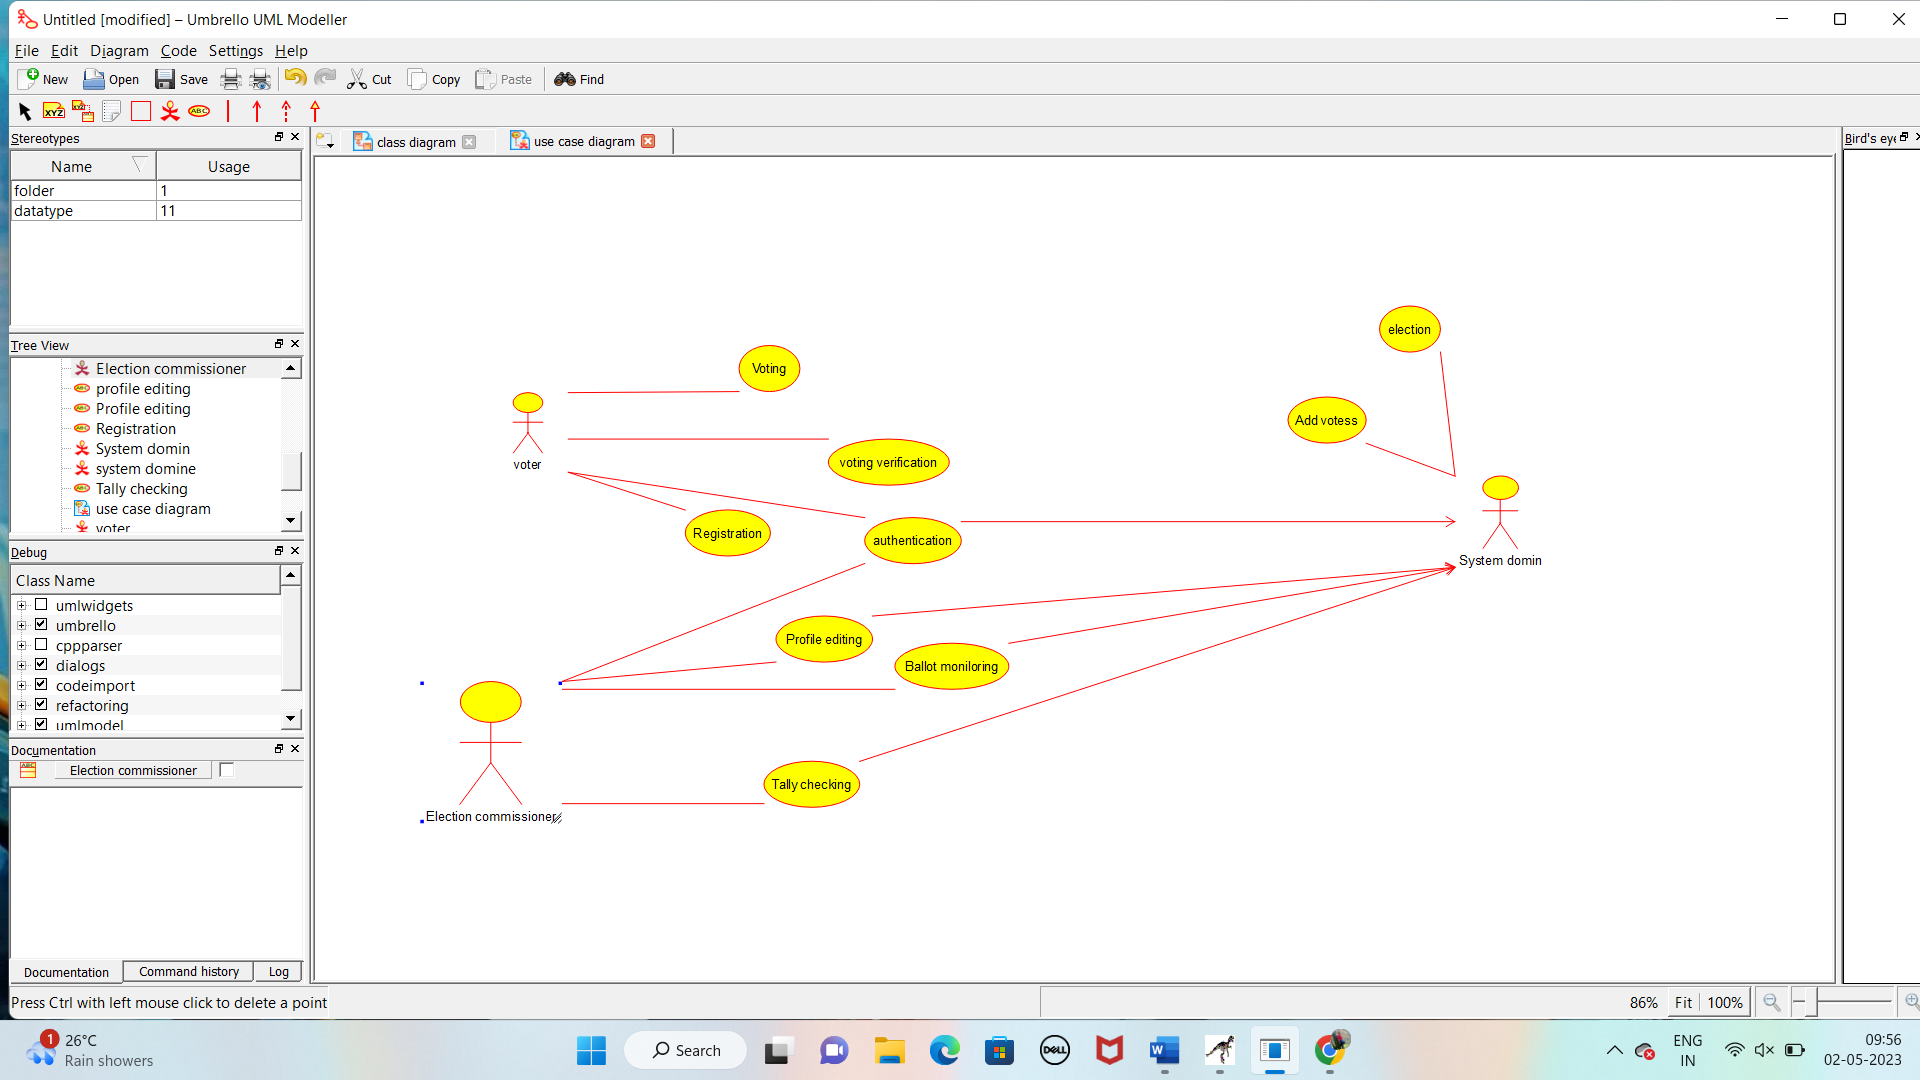 Untitled [modified] – Umbrello UML Modeller
File Edit Diagram Code Settings Help
New Open Save Cut Copy Paste Find
XYZ XYZ ABC
Stereotypes
Name Usage
folder 1
datatype 11
Tree View
Election commissioner
profile editing
Profile editing
Registration
System domin
system domine
Tally checking
use case diagram
voter
Debug
Class Name
umlwidgets
umbrello
cppparser
dialogs
codeimport
refactoring
umlmodel
Documentation
Election commissioner
Documentation Command history Log
Press Ctrl with left mouse click to delete a point
class diagram use case diagram
Bird's eye
election
Voting
Add votess
voter
voting verification
Registration
authentication
System domin
Profile editing
Ballot moniloring
Tally checking
Election commissioner
86% Fit 100%
1
26°C
Rain showers
Search
DELL
W
ENG
IN
09:56
02-05-2023